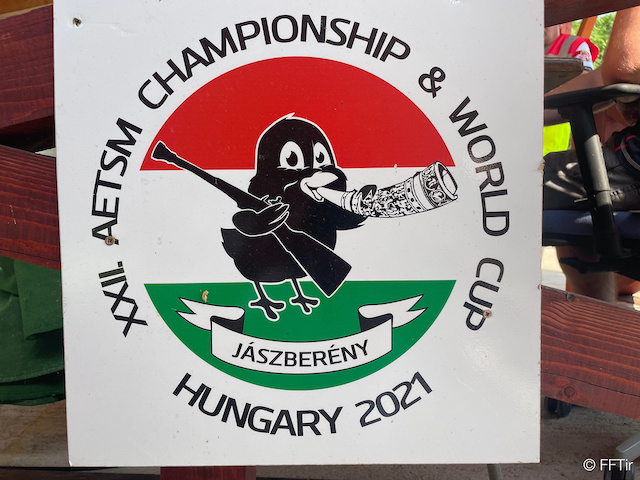 XXII. AETSM CHAMPIONSHIP & WORLD CUP
JÁSZBERÉNY
HUNGARY 2021
© FFTir